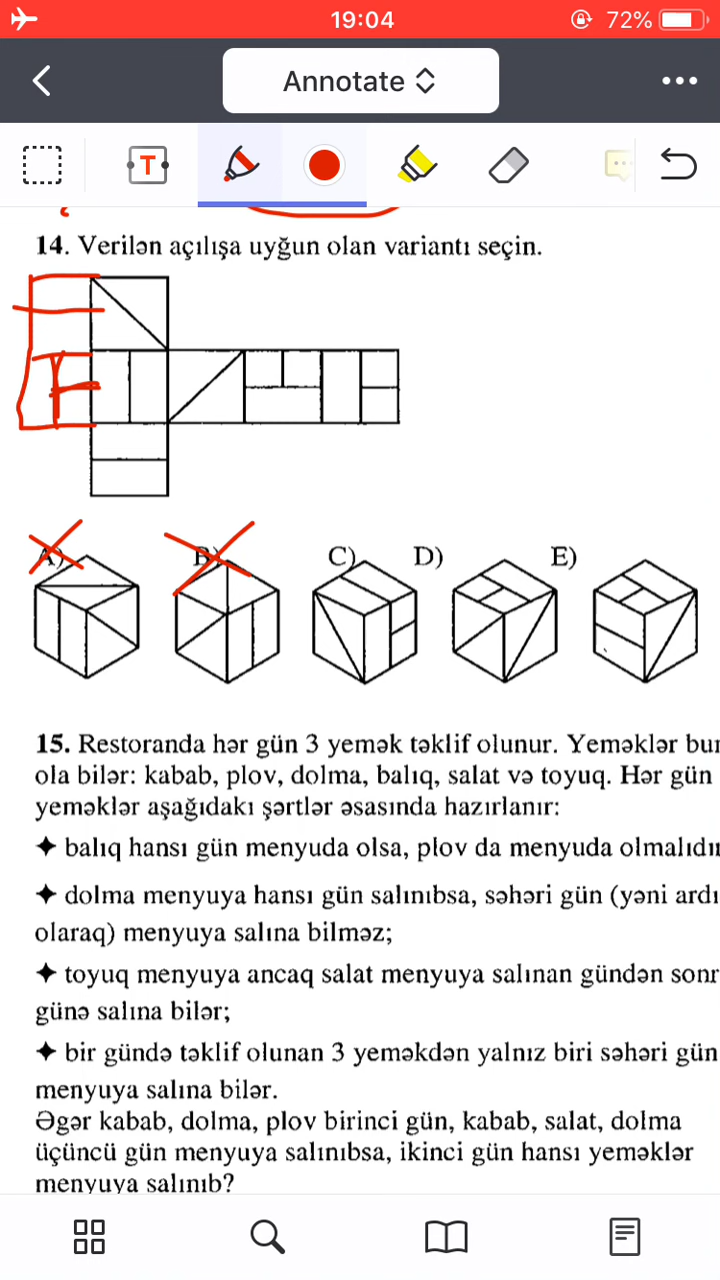 19:04
72%
Annotate
T
14. Verilən açılışa uyğun olan variantı seçin.
A) B) C) D) E)
15. Restoranda hər gün 3 yemək təklif olunur. Yeməklər bur
ola bilər: kabab, plov, dolma, balıq, salat və toyuq. Hər gün
yeməklər aşağıdakı şərtlər əsasında hazırlanır:
✦ balıq hansı gün menyuda olsa, plov da menyuda olmalıdır
✦ dolma menyuya hansı gün salınıbsa, səhəri gün (yəni ardı
olaraq) menyuya salına bilməz;
✦ toyuq menyuya ancaq salat menyuya salınan gündən sonr
günə salına bilər;
✦ bir gündə təklif olunan 3 yeməkdən yalnız biri səhəri gün
menyuya salına bilər.
Əgər kabab, dolma, plov birinci gün, kabab, salat, dolma
üçüncü gün menyuya salınıbsa, ikinci gün hansı yeməklər
menyuya salınıb?